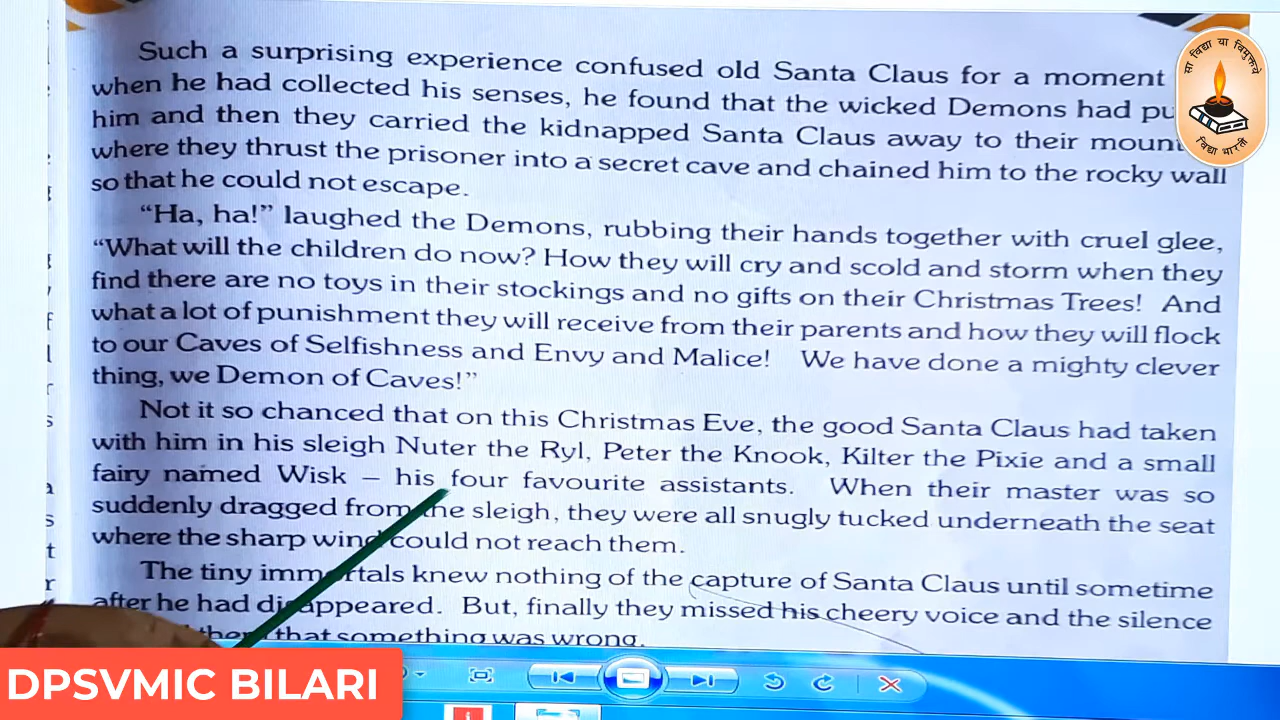 Such a surprising experience confused old Santa Claus for a moment
when he had collected his senses, he found that the wicked Demons had
him and then they carried the kidnapped Santa Claus away to their
where they thrust the prisoner into a secret cave and chained him to the rocky wall
so that he could not escape.
“Ha, ha!” laughed the Demons, rubbing their hands together with cruel glee,
“What will the children do now? How they will cry and scold and storm when they
find there are no toys in their stockings and no gifts on their Christmas Trees! And
what a lot of punishment they will receive from their parents and how they will flock
to our Caves of Selfishness and Envy and Malice! We have done a mighty clever
thing, we Demon of Caves!”
Not it so chanced that on this Christmas Eve, the good Santa Claus had taken
with him in his sleigh Nuter the Ryl, Peter the Knook, Kilter the Pixie and a small
fairy named Wisk – his four favourite assistants. When their master was so
suddenly dragged from the sleigh, they were all snugly tucked underneath the seat
where the sharp wind could not reach them.
The tiny immortals knew nothing of the capture of Santa Claus until sometime
after he had disappeared. But, finally they missed his cheery voice and the silence
that something was wrong.
सा विद्या या विमुक्तये
विद्या भारती
DPSVMIC BILARI